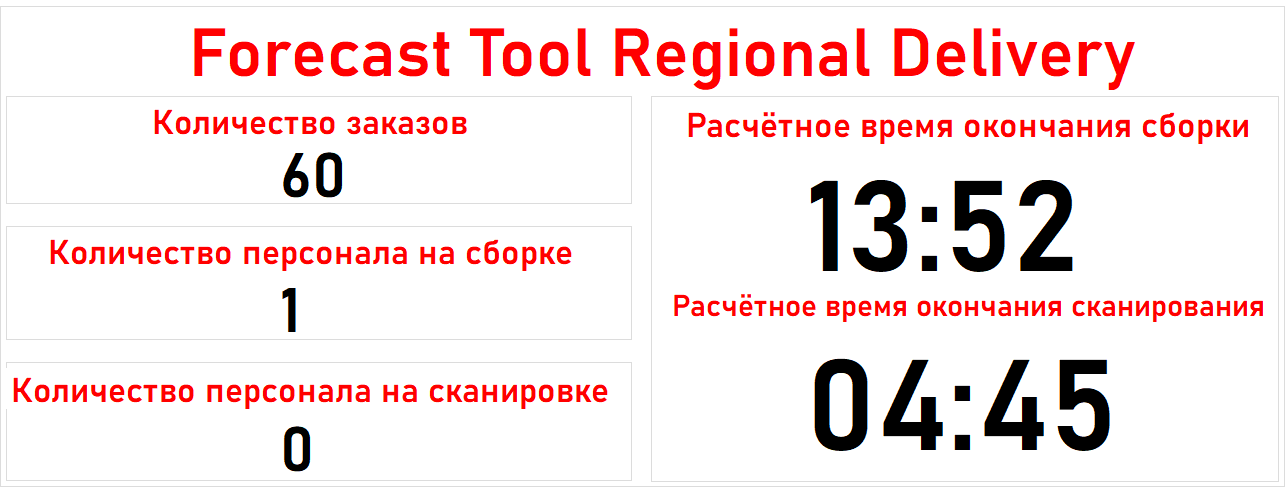 Forecast Tool Regional Delivery
Количество заказов
60
Количество персонала на сборке
1
Количество персонала на сканировке
0
Расчётное время окончания сборки
13:52
Расчётное время окончания сканирования
04:45